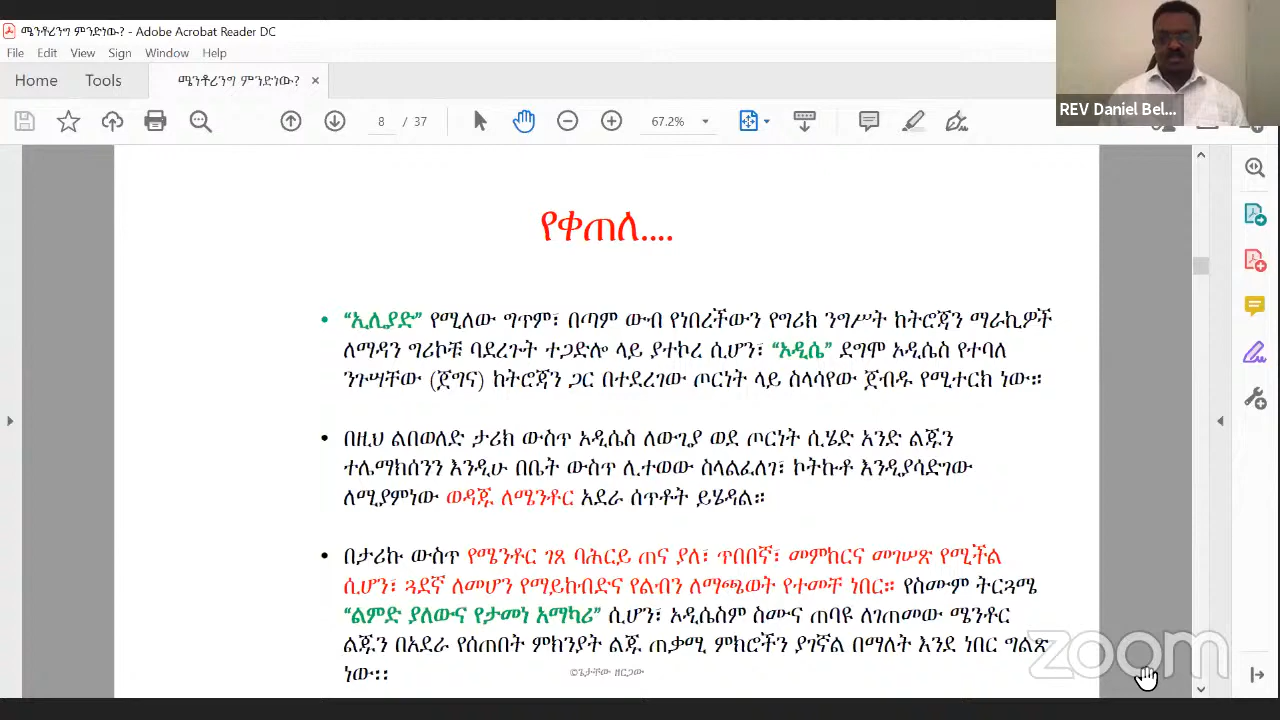 ሜንቶሪንግ ምንድነው? - Adobe Acrobat Reader DC
File Edit View Sign Window Help
Home Tools ሜንቶሪንግ ምንድነው? ×
8 / 37 67.2%
REV Daniel Bel...
የቀጠለ....
• “ኢሊያድ” የሚለው ግጥም፣ በጣም ውብ የነበረችውን የግሪክ ንግሥት ከትሮጃን ማራኪዎች
ለማዳን ግሪኮቹ ባደረጉት ተጋድሎ ላይ ያተኮረ ሲሆን፣ “ኦዲሴ” ደግሞ ኦዲሴስ የተባለ
ንጉሣቸው (ጀግና) ከትሮጃን ጋር በተደረገው ጦርነት ላይ ስላሳየው ጀብዱ የሚተርክ ነው።
• በዚህ ልበወለድ ታሪክ ውስጥ ኦዲሴስ ለውጊያ ወደ ጦርነት ሲሄድ አንድ ልጁን
ተሌማክሰንን እንዲሁ በቤት ውስጥ ሊተወው ስላልፈለገ፣ ኮትኩቶ እንዲያሳድገው
ለሚያምነው ወዳጁ ለሜንቶር አደራ ሰጥቶት ይሄዳል።
• በታሪኩ ውስጥ የሜንቶር ገጸ ባሕርይ ጠና ያለ፣ ጥበበኛ፣ መምከርና መገሠጽ የሚችል
ሲሆን፣ ጓደኛ ለመሆን የማይከብድና የልብን ለማጫወት የተመቸ ነበር። የስሙም ትርጓሜ
“ልምድ ያለውና የታመነ አማካሪ” ሲሆን፣ ኦዲሴስም ስሙና ጠባዩ ለገጠመው ሜንቶር
ልጁን በአደራ የሰጠበት ምክንያት ልጁ ጠቃሚ ምክሮችን ያገኛል በማለት እንደ ነበር ግልጽ
ነው፡፡
©ጌታቸው ዘርጋው
zoom